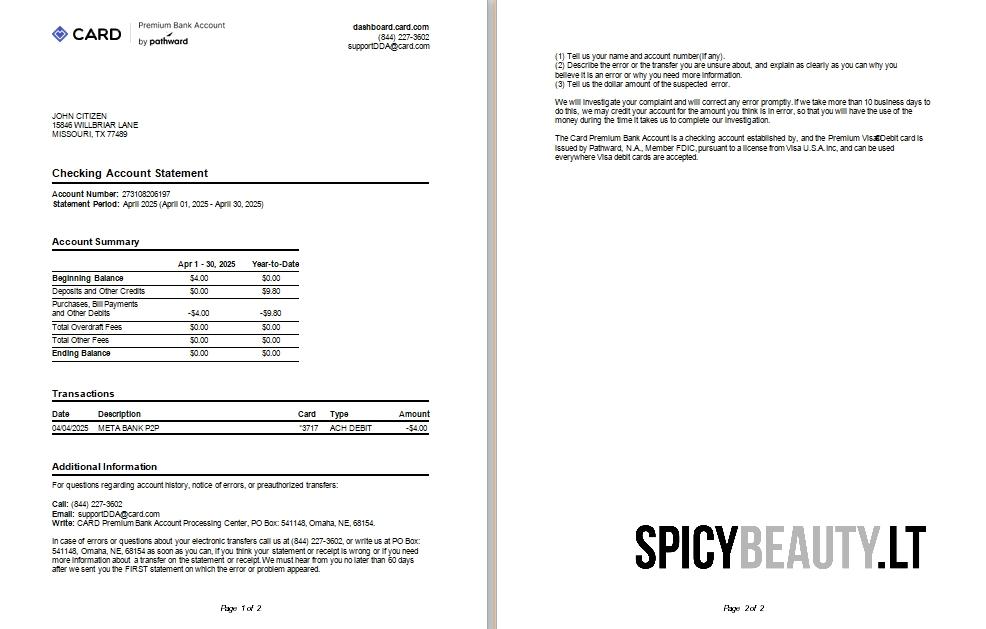 CARD
Premium Bank Account
by pathward
dashboard.card.com
(844) 227-3602
supportDDA@card.com
JOHN CITIZEN
15846 WILLBRIAR LANE
MISSOURI, TX 77489
Checking Account Statement
Account Number: 273108206197
Statement Period: April 2025 (April 01, 2025 - April 30, 2025)
Account Summary
Apr 1 - 30, 2025 Year-to-Date
Beginning Balance $4.00 $0.00
Deposits and Other Credits $0.00 $9.80
Purchases, Bill Payments
and Other Debits -$4.00 -$9.80
Total Overdraft Fees $0.00 $0.00
Total Other Fees $0.00 $0.00
Ending Balance $0.00 $0.00
Transactions
Date Description Card Type Amount
04/04/2025 META BANK P2P *3717 ACH DEBIT -$4.00
Additional Information
For questions regarding account history, notice of errors, or preauthorized transfers:
Call: (844) 227-3602
Email: supportDDA@card.com
Write: CARD Premium Bank Account Processing Center, PO Box: 541148, Omaha, NE, 68154.
In case of errors or questions about your electronic transfers call us at (844) 227-3602, or write us at PO Box:
541148, Omaha, NE, 68154 as soon as you can, if you think your statement or receipt is wrong or if you need
more information about a transfer on the statement or receipt. We must hear from you no later than 60 days
after we sent you the FIRST statement on which the error or problem appeared.
Page 1 of 2
(1) Tell us your name and account number(if any).
(2) Describe the error or the transfer you are unsure about, and explain as clearly as you can why you
believe it is an error or why you need more information.
(3) Tell us the dollar amount of the suspected error.
We will investigate your complaint and will correct any error promptly. If we take more than 10 business days to
do this, we may credit your account for the amount you think is in error, so that you will have the use of the
money during the time it takes us to complete our investigation.
The Card Premium Bank Account is a checking account established by, and the Premium Visa Debit card is
issued by Pathward, N.A., Member FDIC, pursuant to a license from Visa U.S.A. Inc, and can be used
everywhere Visa debit cards are accepted.
SPICYBEAUTY.LT
Page 2 of 2